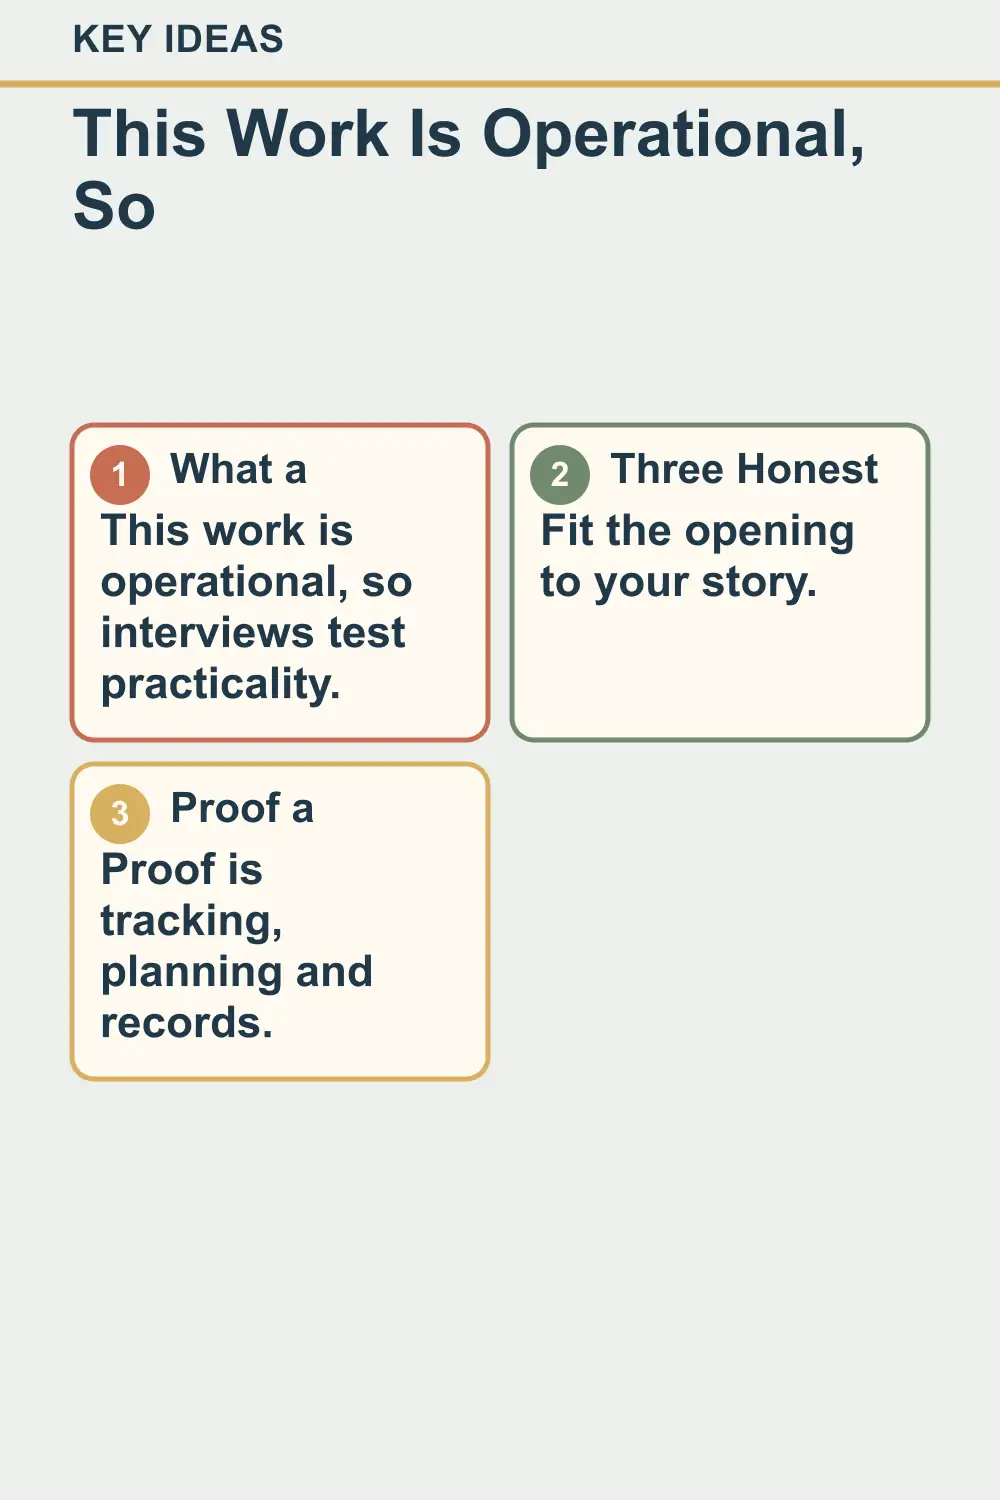 KEY IDEAS
This Work Is Operational,
So
1 What a
This work is
operational, so
interviews test
practicality.
2 Three Honest
Fit the opening
to your story.
3 Proof a
Proof is
tracking,
planning and
records.